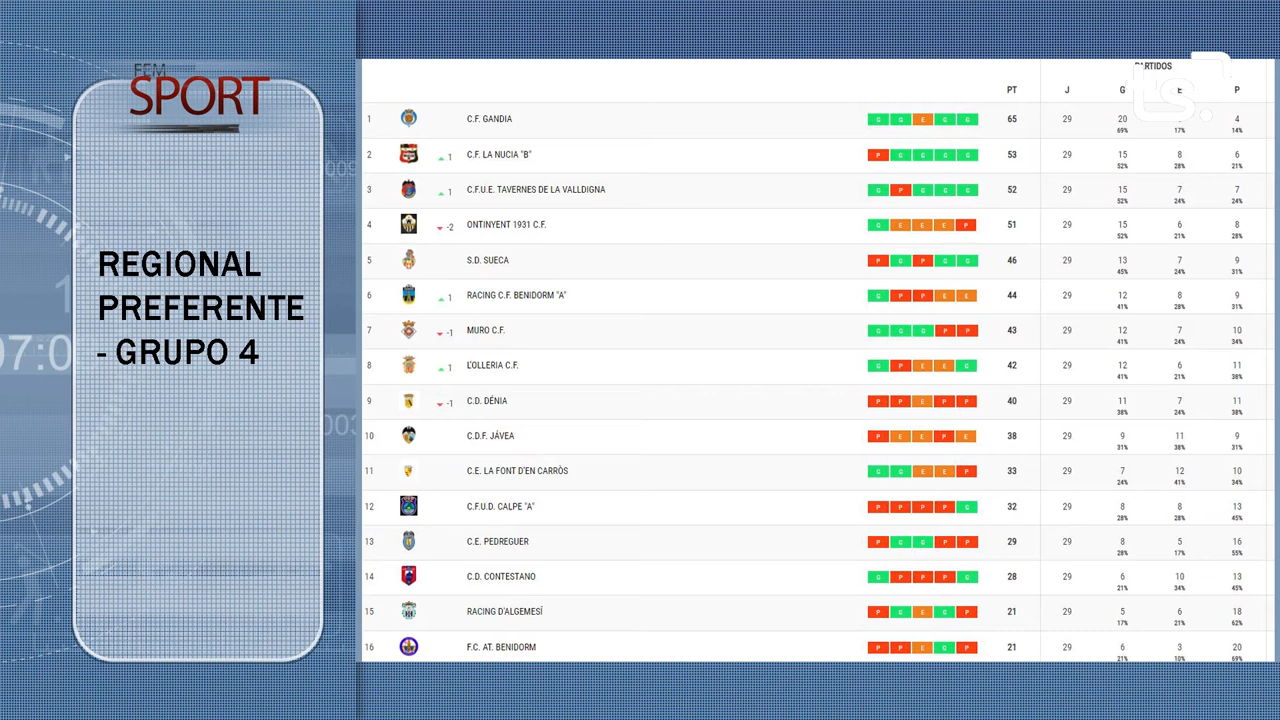 FEM
SPORT
REGIONAL
PREFERENTE
- GRUPO 4
PARTIDOS
PT J G E P
1 C.F. GANDIA G G E G G 65 29 20 4
69% 17% 14%
2 1 C.F. LA NUCIA "B" P G G G G 53 29 15 8 6
52% 28% 21%
3 1 C.F.U.E. TAVERNES DE LA VALLDIGNA G P G G G 52 29 15 7 7
52% 24% 24%
4 -2 ONTINYENT 1931 C.F. G E E E P 51 29 15 6 8
52% 21% 28%
5 S.D. SUECA P G P G G 46 29 13 7 9
45% 24% 31%
6 1 RACING C.F. BENIDORM "A" G P P E E 44 29 12 8 9
41% 28% 31%
7 -1 MURO C.F. G G G P P 43 29 12 7 10
41% 24% 34%
8 1 L'OLLERIA C.F. G P E E G 42 29 12 6 11
41% 21% 38%
9 -1 C.D. DÉNIA P P E P P 40 29 11 7 11
38% 24% 38%
10 C.D.F. JÁVEA P E E P E 38 29 9 11 9
31% 38% 31%
11 C.E. LA FONT D'EN CARRÒS G G E E P 33 29 7 12 10
24% 41% 34%
12 C.F.U.D. CALPE "A" P P P P G 32 29 8 8 13
28% 28% 45%
13 C.E. PEDREGUER P G G P P 29 29 8 5 16
28% 17% 55%
14 C.D. CONTESTANO G P P P G 28 29 6 10 13
21% 34% 45%
15 RACING D'ALGEMESÍ P G E G P 21 29 5 6 18
17% 21% 62%
16 F.C. AT. BENIDORM P P E G P 21 29 6 3 20
21% 10% 69%